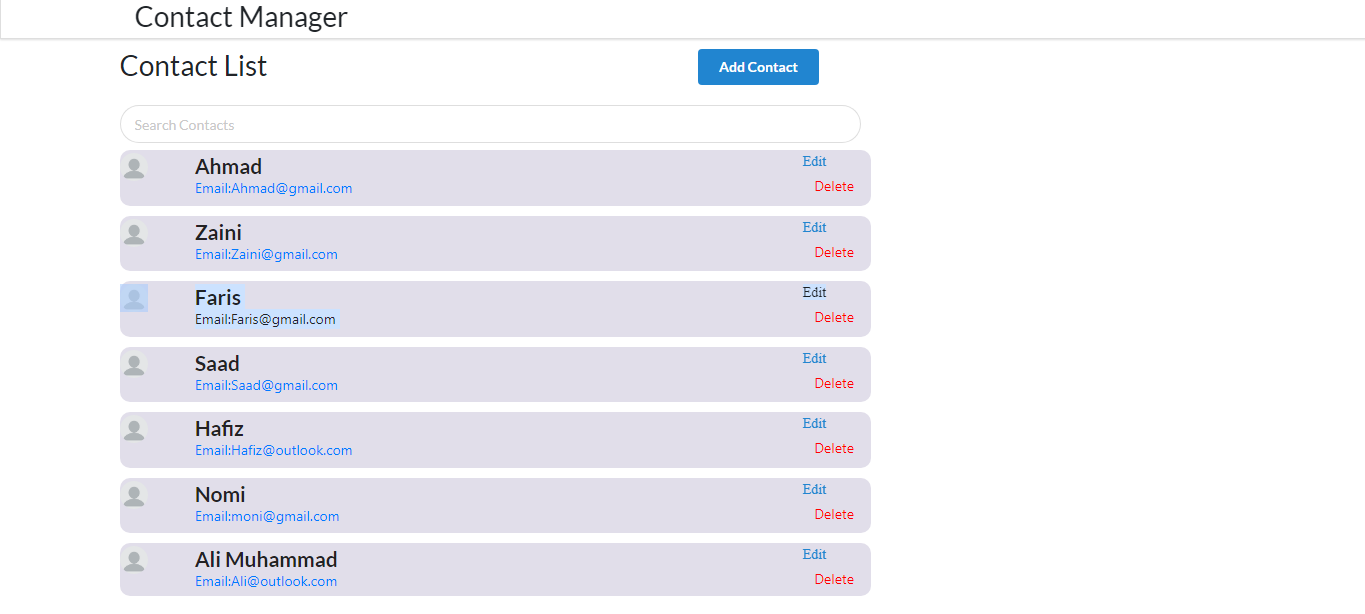 Contact Manager
Contact List
Add Contact
Search Contacts
Ahmad
Email:Ahmad@gmail.com
Edit
Delete
Zaini
Email:Zaini@gmail.com
Edit
Delete
Faris
Email:Faris@gmail.com
Edit
Delete
Saad
Email:Saad@gmail.com
Edit
Delete
Hafiz
Email:Hafiz@outlook.com
Edit
Delete
Nomi
Email:moni@gmail.com
Edit
Delete
Ali Muhammad
Email:Ali@outlook.com
Edit
Delete